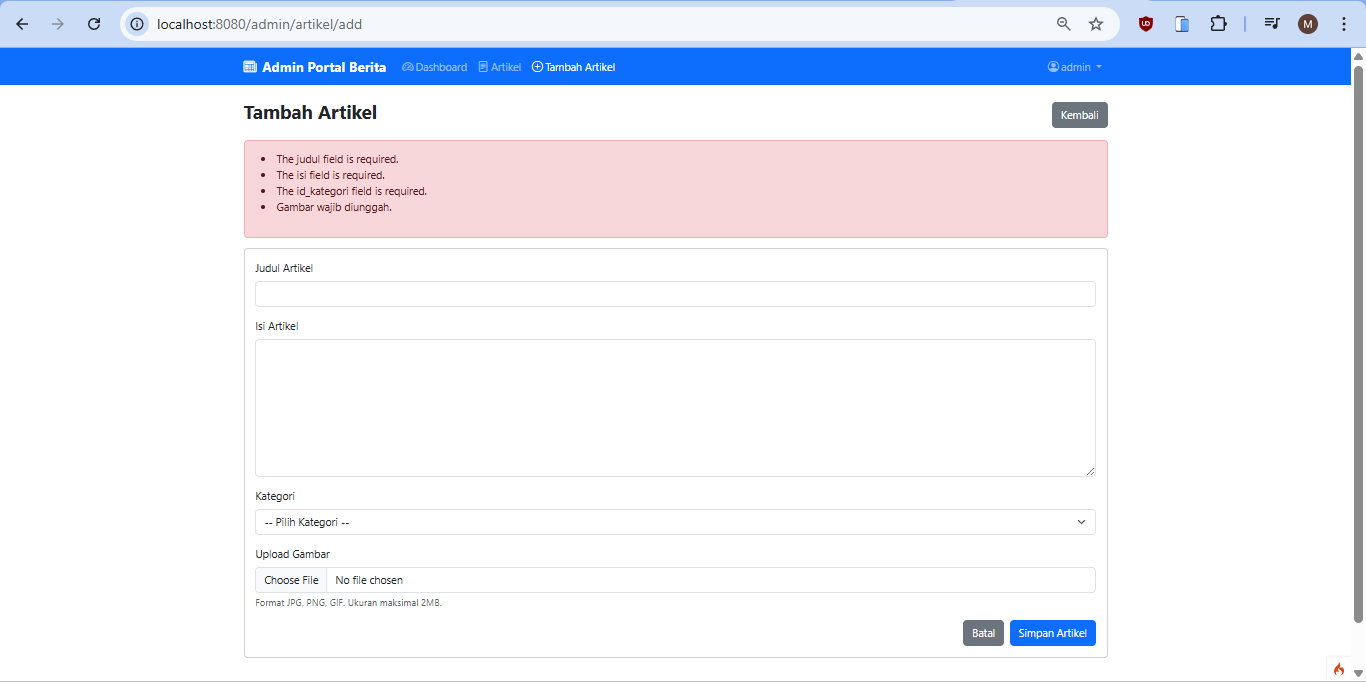 localhost:8080/admin/artikel/add
M
Admin Portal Berita Dashboard Artikel Tambah Artikel admin
Tambah Artikel
Kembali
The judul field is required.
The isi field is required.
The id_kategori field is required.
Gambar wajib diunggah.
Judul Artikel
Isi Artikel
Kategori
-- Pilih Kategori --
Upload Gambar
Choose File No file chosen
Format JPG, PNG, GIF. Ukuran maksimal 2MB.
Batal Simpan Artikel